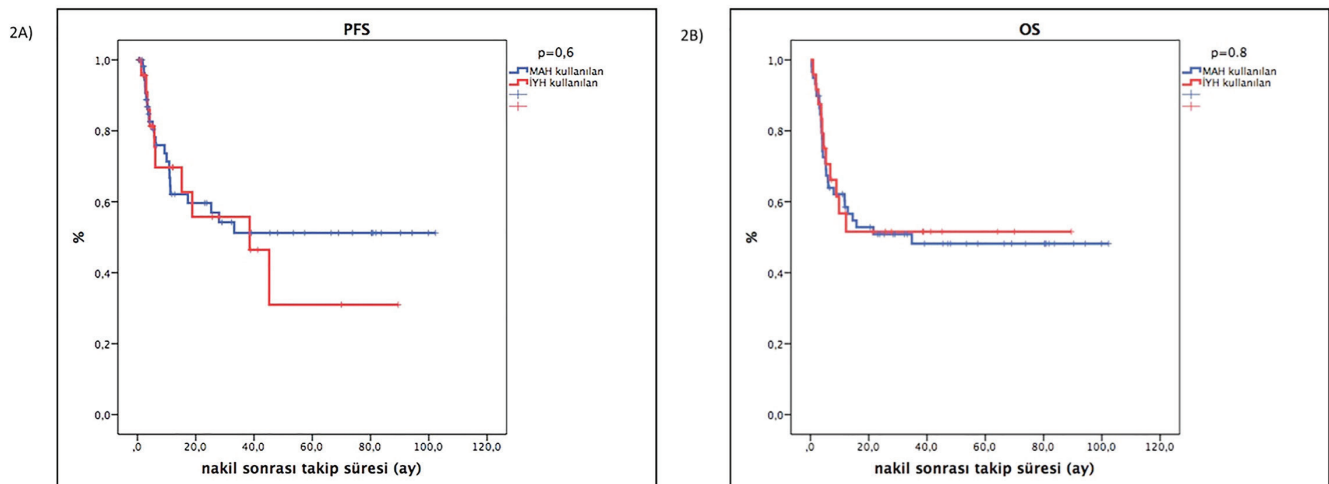 2A)
PFS
p=0,6
MAH kullanılan
İYH kullanılan
%
1,0
0,8
0,6
0,4
0,2
0,0
,0 20,0 40,0 60,0 80,0 100,0 120,0
nakil sonrası takip süresi (ay)
2B)
OS
p=0.8
MAH kullanılan
İYH kullanılan
%
1,0
0,8
0,6
0,4
0,2
0,0
,0 20,0 40,0 60,0 80,0 100,0 120,0
nakil sonrası takip süresi (ay)